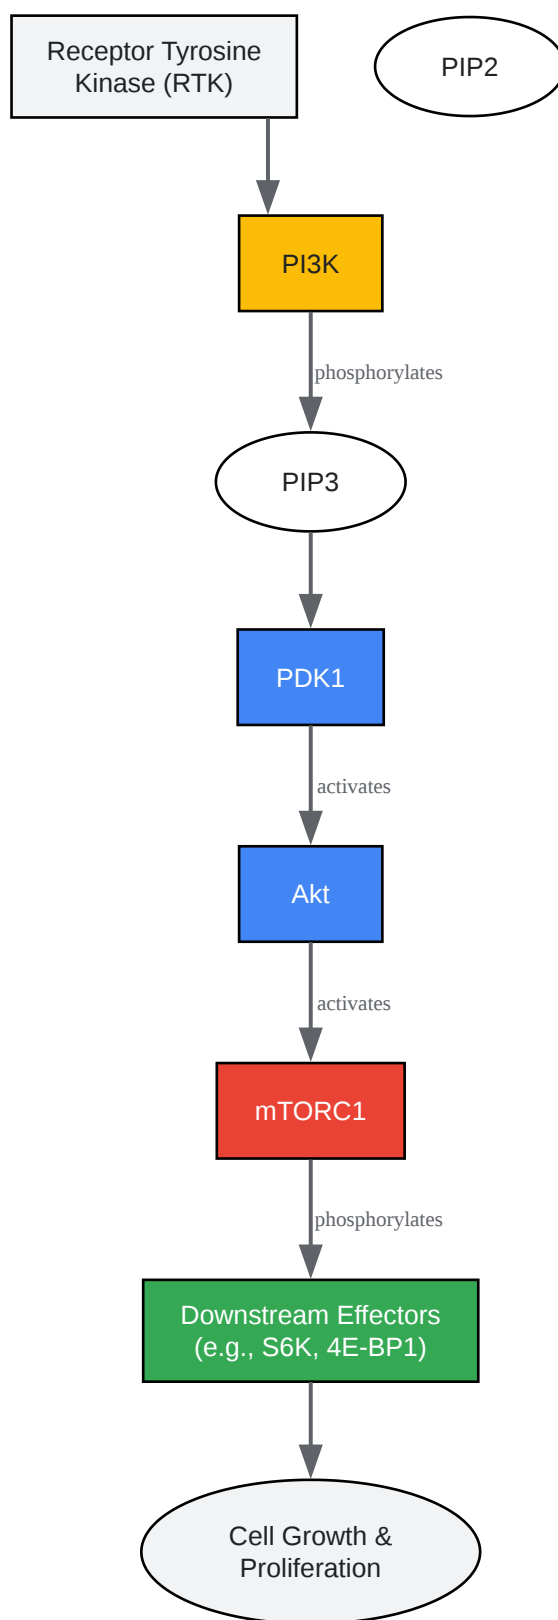 Receptor Tyrosine
Kinase (RTK)
PIP2
PI3K
phosphorylates
PIP3
PDK1
activates
Akt
activates
mTORC1
phosphorylates
Downstream Effectors
(e.g., S6K, 4E-BP1)
Cell Growth &
Proliferation